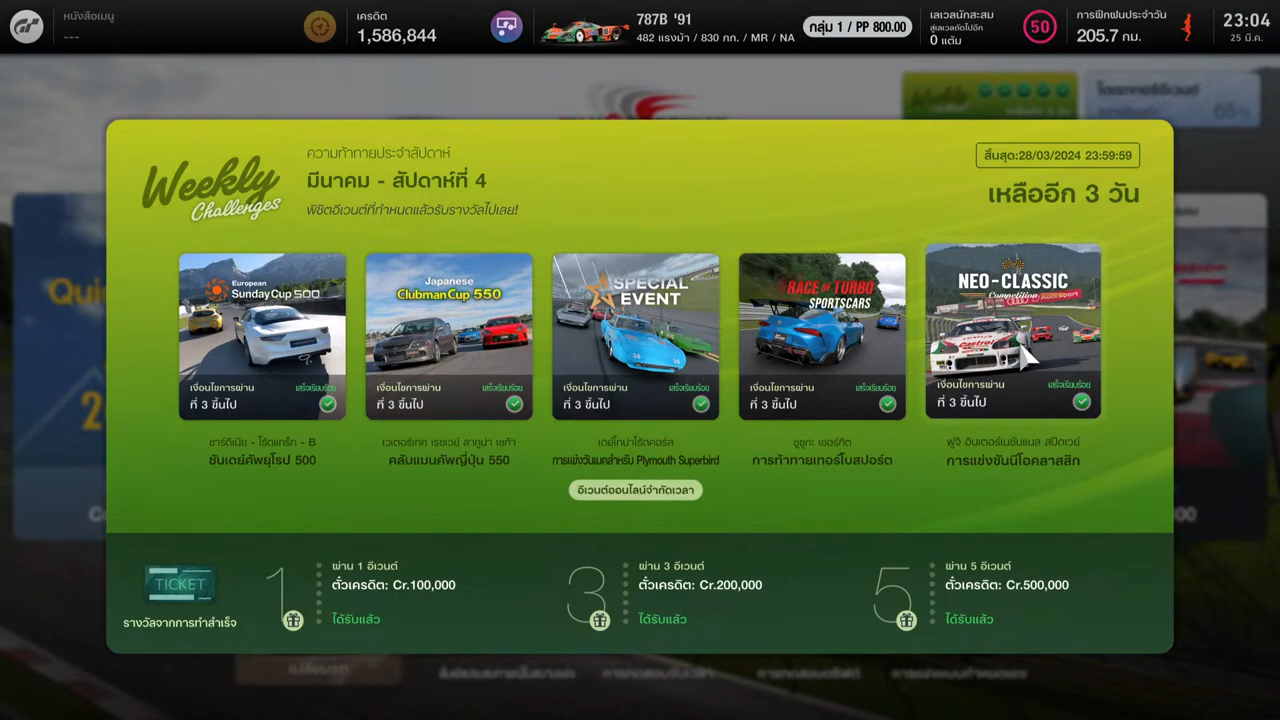 หนังสือเมนู
---
เครดิต
1,586,844
787B '91
482 แรงม้า / 830 กก. / MR / NA
กลุ่ม 1 / PP 800.00
เลเวลนักสะสม
สู่เลเวลถัดไปอีก
0 แต้ม
50
การฝึกฝนประจำวัน
205.7 กม.
23:04
25 มี.ค.
Weekly
Challenges
ความท้าทายประจำสัปดาห์
มีนาคม - สัปดาห์ที่ 4
พิชิตอีเวนต์ที่กำหนดแล้วรับรางวัลไปเลย!
สิ้นสุด:28/03/2024 23:59:59
เหลืออีก 3 วัน
European
Sunday Cup 500
เงื่อนไขการผ่าน
เสร็จเรียบร้อย
ที่ 3 ขึ้นไป
Japanese
Clubman Cup 550
เงื่อนไขการผ่าน
เสร็จเรียบร้อย
ที่ 3 ขึ้นไป
SPECIAL
EVENT
เงื่อนไขการผ่าน
เสร็จเรียบร้อย
ที่ 3 ขึ้นไป
RACE OF TURBO
SPORTSCARS
เงื่อนไขการผ่าน
เสร็จเรียบร้อย
ที่ 3 ขึ้นไป
NEO-CLASSIC
Competition
เงื่อนไขการผ่าน
เสร็จเรียบร้อย
ที่ 3 ขึ้นไป
ซาร์ดิเนีย - โร้ดแทร็ก - B
ซันเดย์คัพยุโรป 500
เวเธอร์เทค เรซเวย์ ลากูน่า เซก้า
คลับแมนคัพญี่ปุ่น 550
เดย์โทน่าโร้ดคอร์ส
การแข่งวันเมคสำหรับ Plymouth Superbird
อีเวนต์ออนไลน์จำกัดเวลา
ซูซูกะ เซอร์กิต
การท้าทายเทอร์โบสปอร์ต
ฟูจิ อินเตอร์เนชันแนล สปีดเวย์
การแข่งขันนีโอคลาสสิก
TICKET
รางวัลจากการทำสำเร็จ
1
ผ่าน 1 อีเวนต์
ตั๋วเครดิต: Cr.100,000
ได้รับแล้ว
3
ผ่าน 3 อีเวนต์
ตั๋วเครดิต: Cr.200,000
ได้รับแล้ว
5
ผ่าน 5 อีเวนต์
ตั๋วเครดิต: Cr.500,000
ได้รับแล้ว